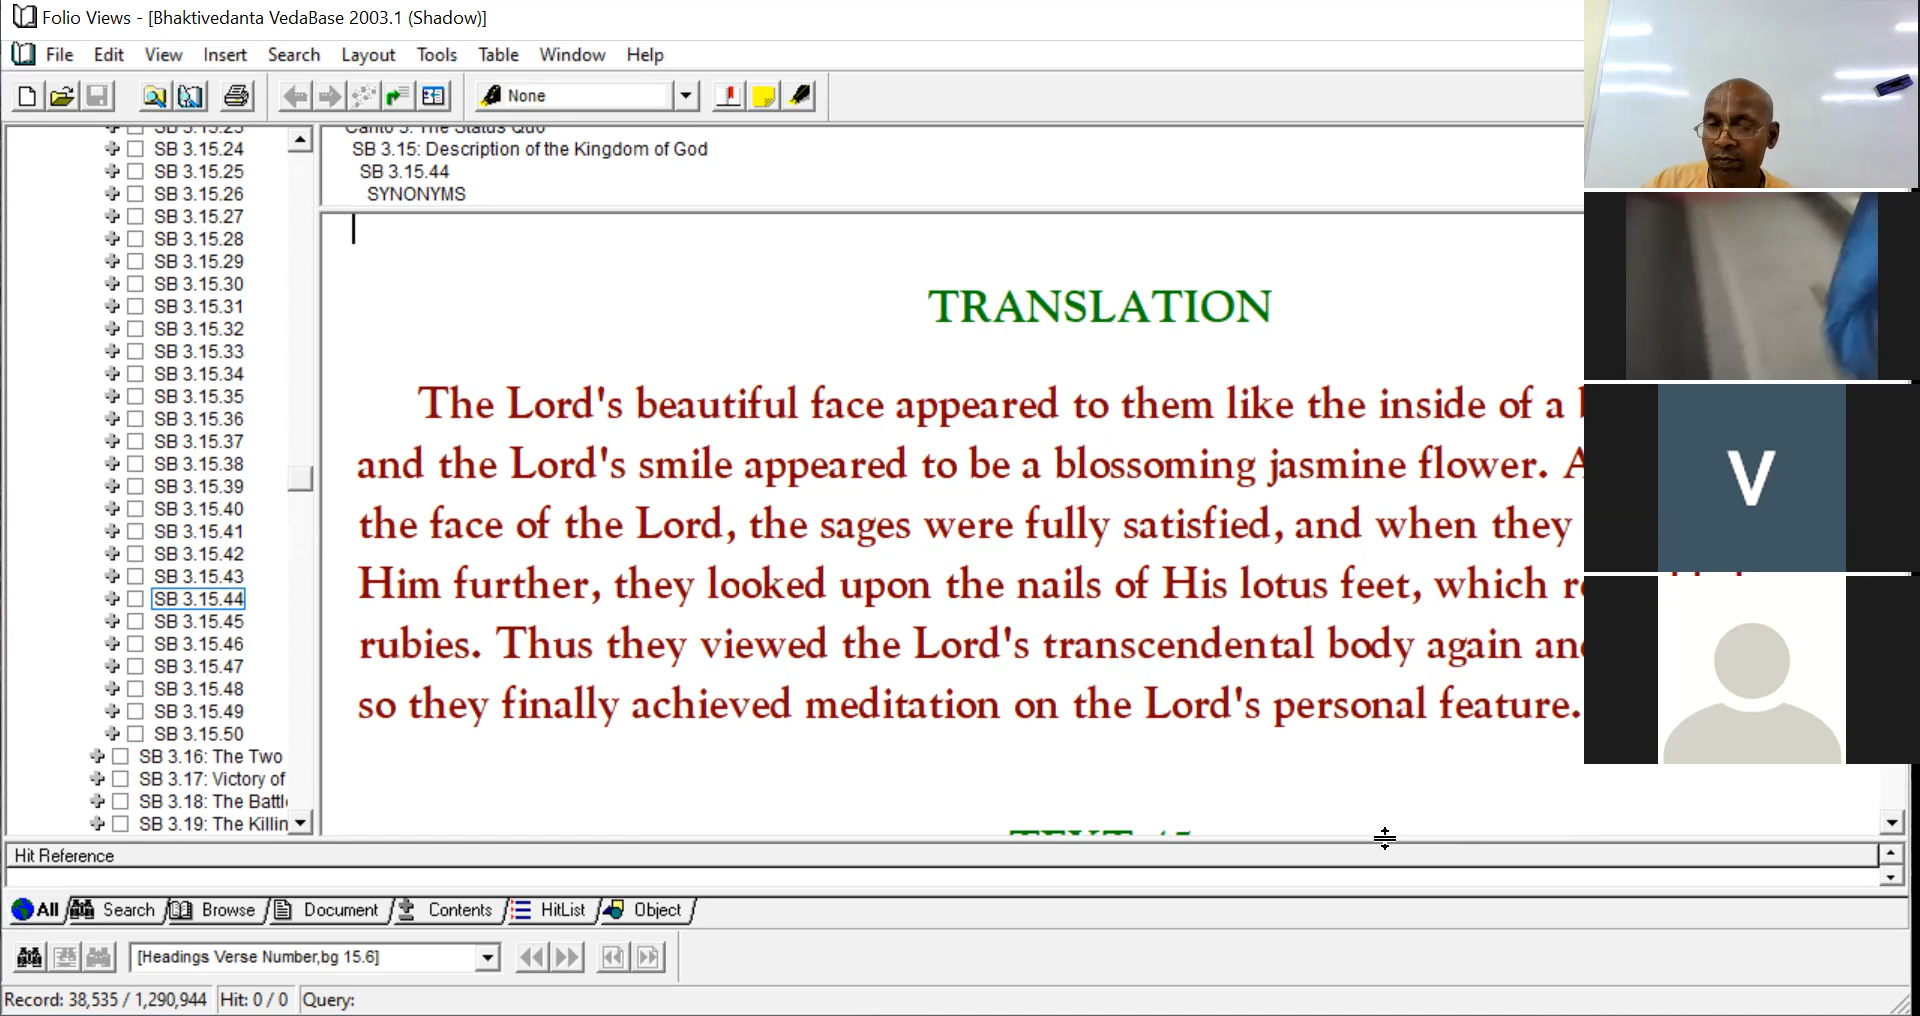 Folio Views - [Bhaktivedanta VedaBase 2003.1 (Shadow)]
File Edit View Insert Search Layout Tools Table Window Help
None
SB 3.15.23
SB 3.15.24
SB 3.15.25
SB 3.15.26
SB 3.15.27
SB 3.15.28
SB 3.15.29
SB 3.15.30
SB 3.15.31
SB 3.15.32
SB 3.15.33
SB 3.15.34
SB 3.15.35
SB 3.15.36
SB 3.15.37
SB 3.15.38
SB 3.15.39
SB 3.15.40
SB 3.15.41
SB 3.15.42
SB 3.15.43
SB 3.15.44
SB 3.15.45
SB 3.15.46
SB 3.15.47
SB 3.15.48
SB 3.15.49
SB 3.15.50
SB 3.16: The Two
SB 3.17: Victory of
SB 3.18: The Battl
SB 3.19: The Killin
Canto 3: The Status Quo
SB 3.15: Description of the Kingdom of God
SB 3.15.44
SYNONYMS
TRANSLATION
The Lord's beautiful face appeared to them like the inside of a
and the Lord's smile appeared to be a blossoming jasmine flower.
the face of the Lord, the sages were fully satisfied, and when they
Him further, they looked upon the nails of His lotus feet, which
rubies. Thus they viewed the Lord's transcendental body again
so they finally achieved meditation on the Lord's personal feature.
TEXT 45
V
Hit Reference
All Search Browse Document Contents HitList Object
[Headings Verse Number,bg 15.6]
Record: 38,535 / 1,290,944 Hit: 0 / 0 Query: